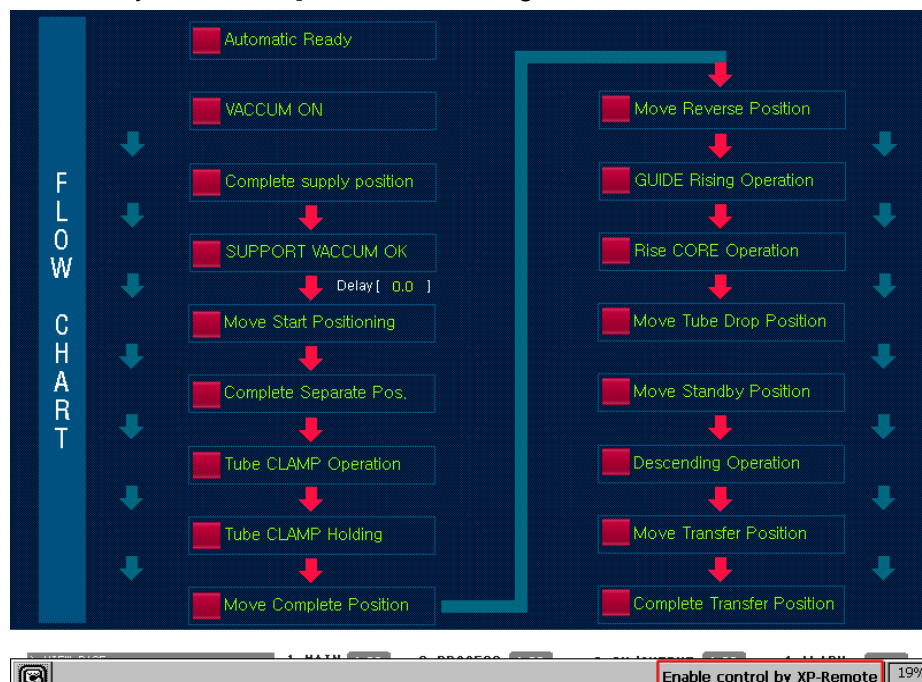 FLOW CHART
Automatic Ready
VACCUM ON
Complete supply position
SUPPORT VACCUM OK
Delay [ 0.0 ]
Move Start Positioning
Complete Separate Pos.
Tube CLAMP Operation
Tube CLAMP Holding
Move Complete Position
Move Reverse Position
GUIDE Rising Operation
Rise CORE Operation
Move Tube Drop Position
Move Standby Position
Descending Operation
Move Transfer Position
Complete Transfer Position
Enable control by XP-Remote
19%